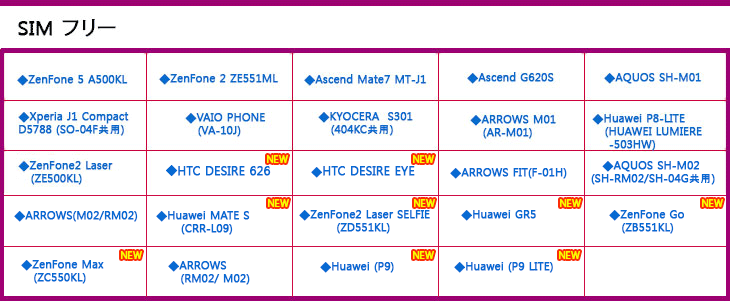 SIM フリー
◆ZenFone 5 A500KL
◆ZenFone 2 ZE551ML
◆Ascend Mate7 MT-J1
◆Ascend G620S
◆AQUOS SH-M01
◆Xperia J1 Compact
D5788 (SO-04F共用)
◆VAIO PHONE
(VA-10J)
◆KYOCERA S301
(404KC共用)
◆ARROWS M01
(AR-M01)
◆Huawei P8-LITE
(HUAWEI LUMIERE
-503HW)
◆ZenFone2 Laser
(ZE500KL)
NEW
◆HTC DESIRE 626
NEW
◆HTC DESIRE EYE
◆ARROWS FIT(F-01H)
◆AQUOS SH-M02
(SH-RM02/SH-04G共用)
◆ARROWS(M02/RM02)
NEW
◆Huawei MATE S
(CRR-L09)
NEW
◆ZenFone2 Laser SELFIE
(ZD551KL)
NEW
◆Huawei GR5
NEW
◆ZenFone Go
(ZB551KL)
NEW
◆ZenFone Max
(ZC550KL)
◆ARROWS
(RM02/ M02)
NEW
◆Huawei (P9)
NEW
◆Huawei (P9 LITE)